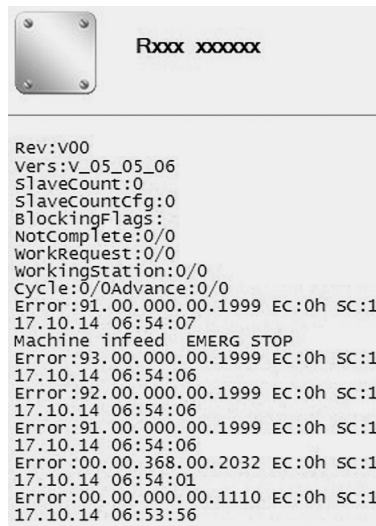 Rxxx xxxxxx
Rev:V00
Vers:V_05_05_06
SlaveCount:0
SlaveCountCfg:0
BlockingFlags:
NotComplete:0/0
WorkRequest:0/0
WorkingStation:0/0
Cycle:0/0Advance:0/0
Error:91.00.000.00.1999 EC:0h SC:1
17.10.14 06:54:07
Machine infeed  EMERG STOP
Error:93.00.000.00.1999 EC:0h SC:1
17.10.14 06:54:06
Error:92.00.000.00.1999 EC:0h SC:1
17.10.14 06:54:06
Error:91.00.000.00.1999 EC:0h SC:1
17.10.14 06:54:06
Error:00.00.368.00.2032 EC:0h SC:1
17.10.14 06:54:01
Error:00.00.000.00.1110 EC:0h SC:1
17.10.14 06:53:56